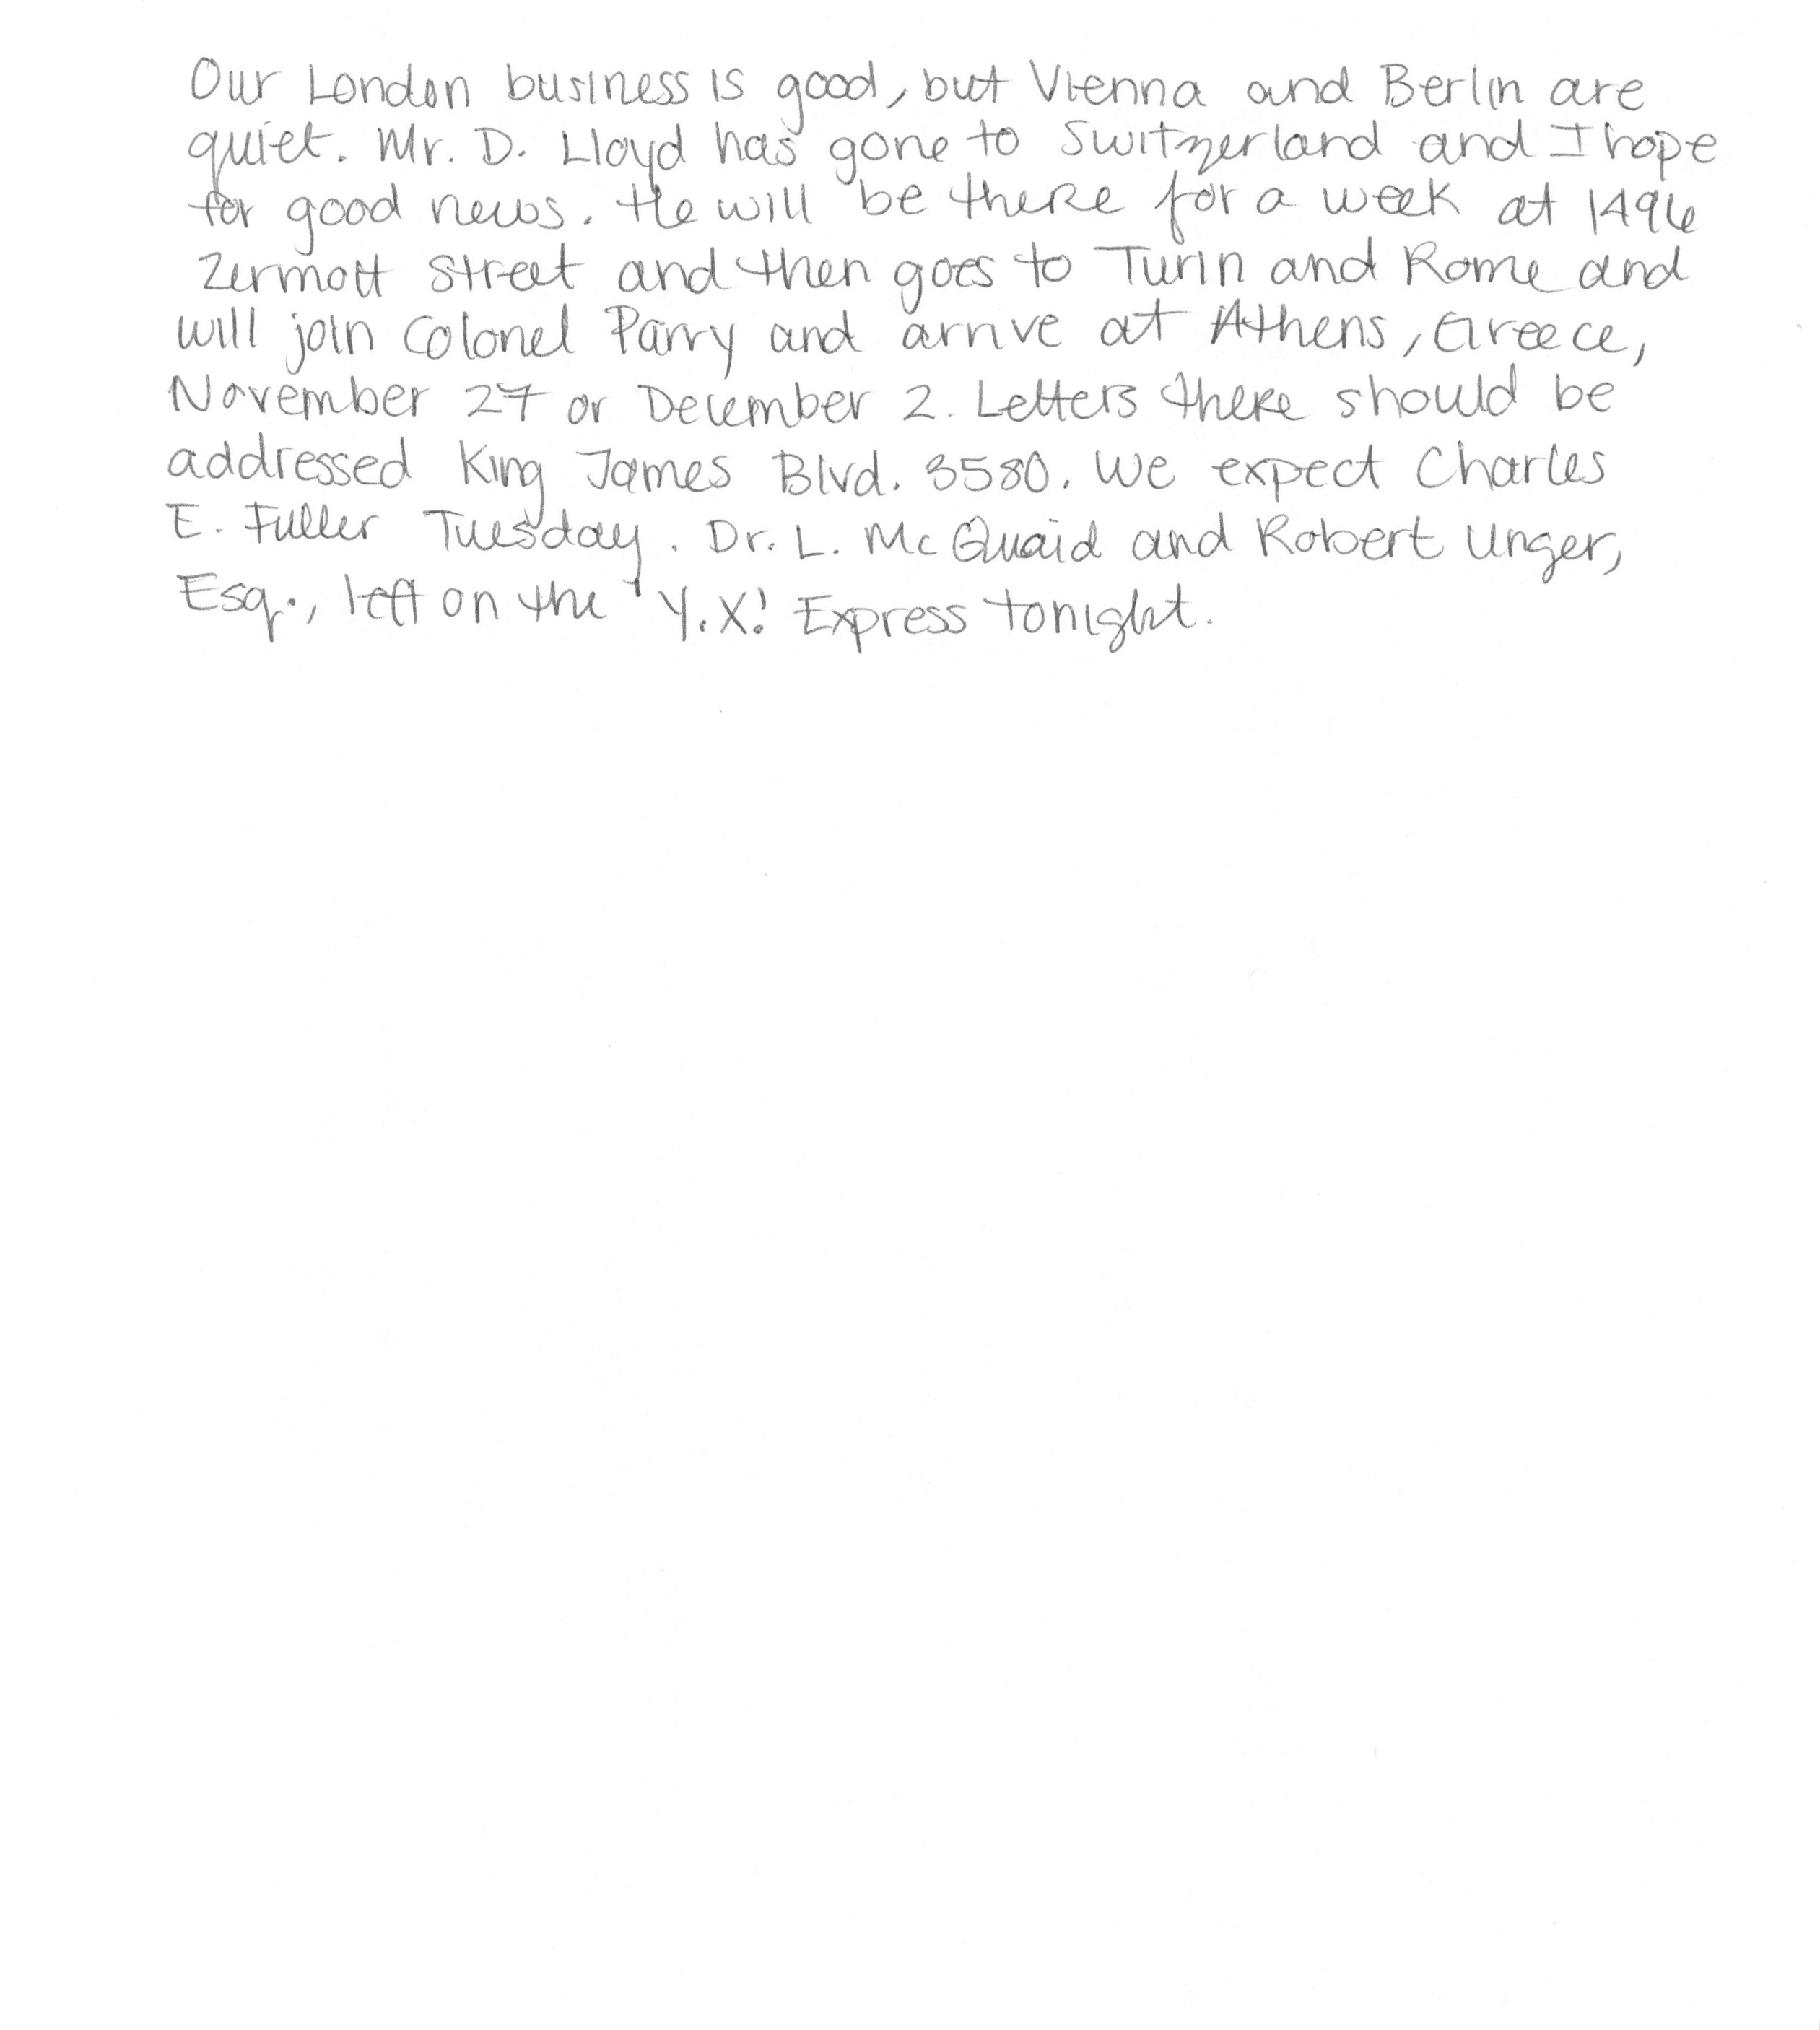 Our London business is good, but Vienna and Berlin are
quiet. Mr. D. Lloyd has gone to Switzerland and I hope
for good news. He will be there for a week at 1496
Zermott Street and then goes to Turin and Rome and
will join Colonel Parry and arrive at Athens, Greece,
November 27 or December 2. Letters there should be
addressed King James Blvd. 3580. We expect Charles
E. Fuller Tuesday. Dr. L. McQuaid and Robert Unger,
Esq., left on the 'Y.X.' Express tonight.